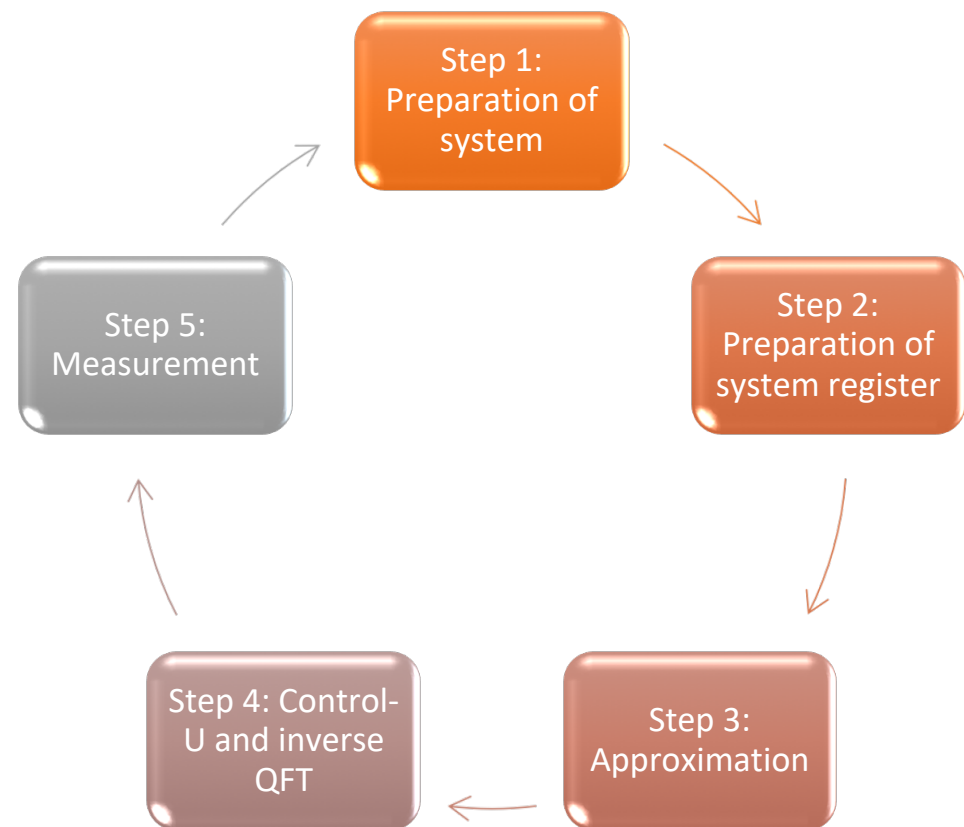 Step 1:
Preparation of
system
Step 2:
Preparation of
system register
Step 3:
Approximation
Step 4: Control-
U and inverse
QFT
Step 5:
Measurement